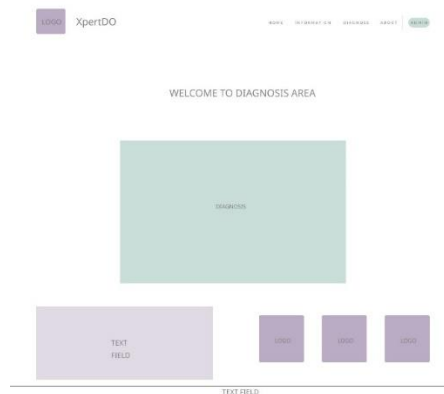 LOGO
XpertDO
HOME
INFORMATION
DIAGNOSIS
ABOUT
WELCOME TO DIAGNOSIS AREA
DIAGNOSIS
TEXT
FIELD
LOGO
LOGO
LOGO
TEXT FIELD